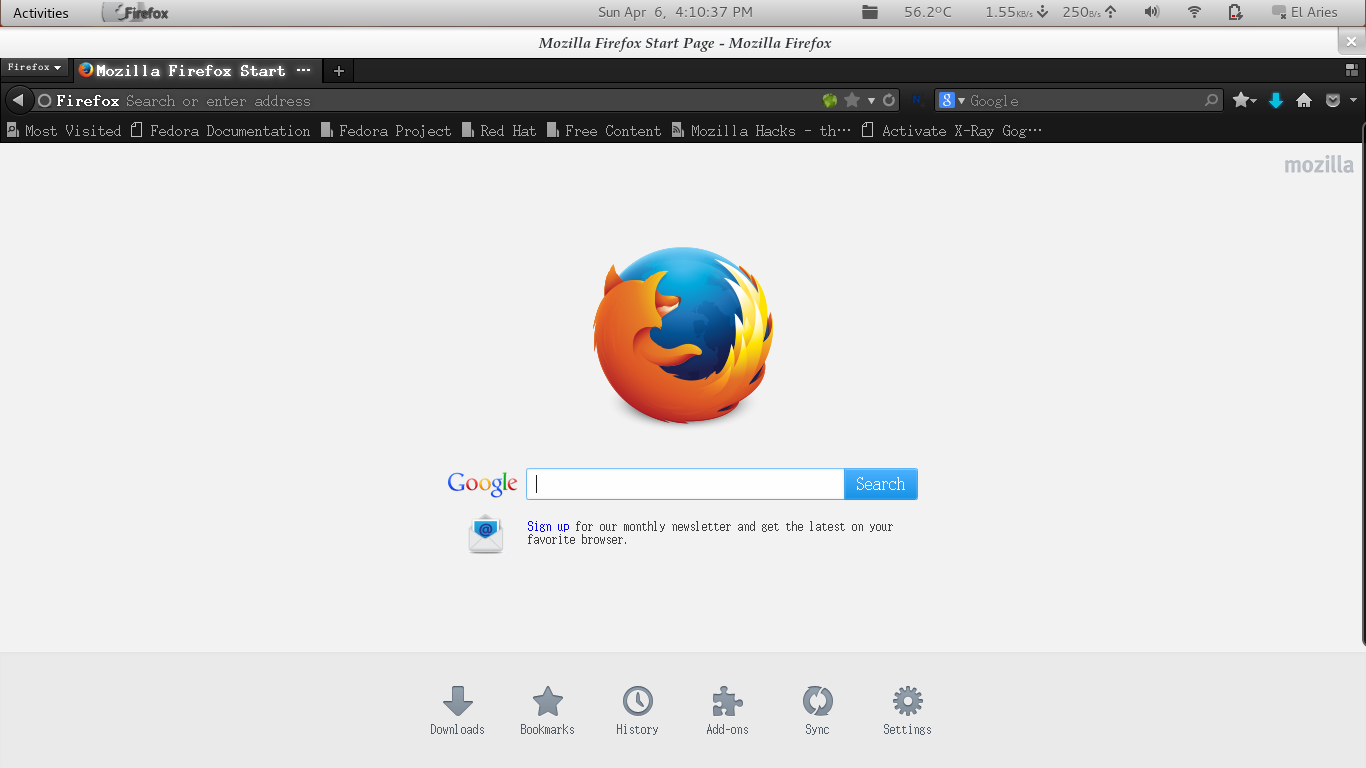 Activities Firefox Sun Apr 6, 4:10:37 PM 56.2°C 1.55KB/s 250B/s El Aries
Mozilla Firefox Start Page - Mozilla Firefox
Firefox Mozilla Firefox Start ···
Firefox Search or enter address Google
Most Visited Fedora Documentation Fedora Project Red Hat Free Content Mozilla Hacks - th··· Activate X-Ray Gog···
mozilla
Google Search
Sign up for our monthly newsletter and get the latest on your
favorite browser.
Downloads Bookmarks History Add-ons Sync Settings